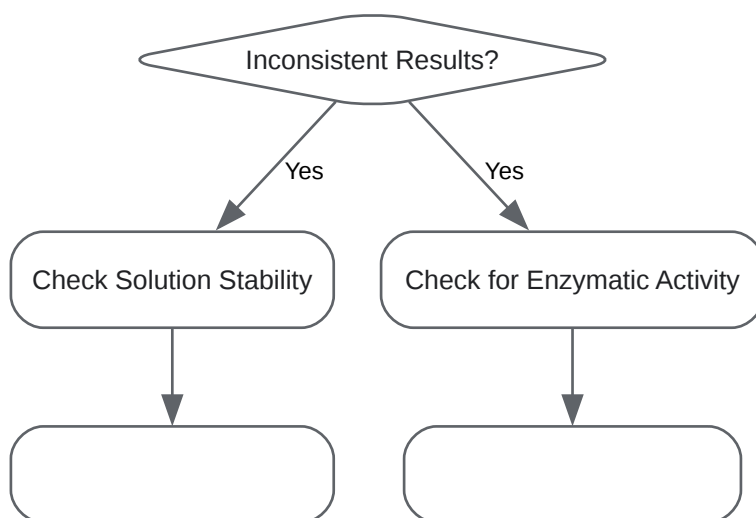 Inconsistent Results?
Yes
Yes
Check Solution Stability
Check for Enzymatic Activity